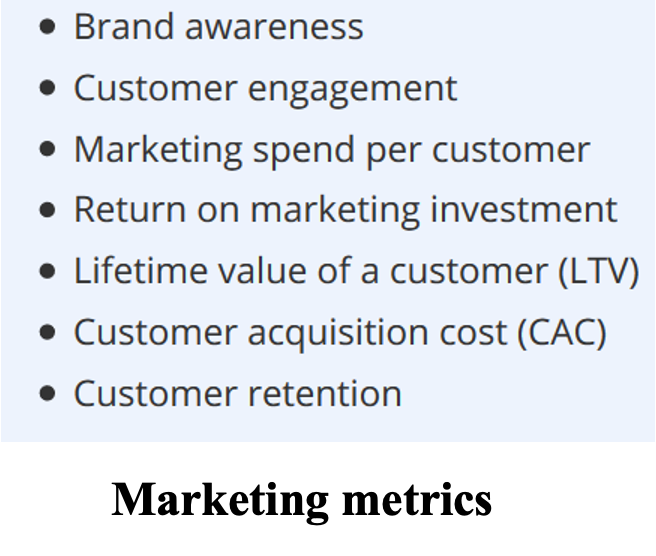 • Brand awareness
• Customer engagement
• Marketing spend per customer
• Return on marketing investment
• Lifetime value of a customer (LTV)
• Customer acquisition cost (CAC)
• Customer retention
Marketing metrics